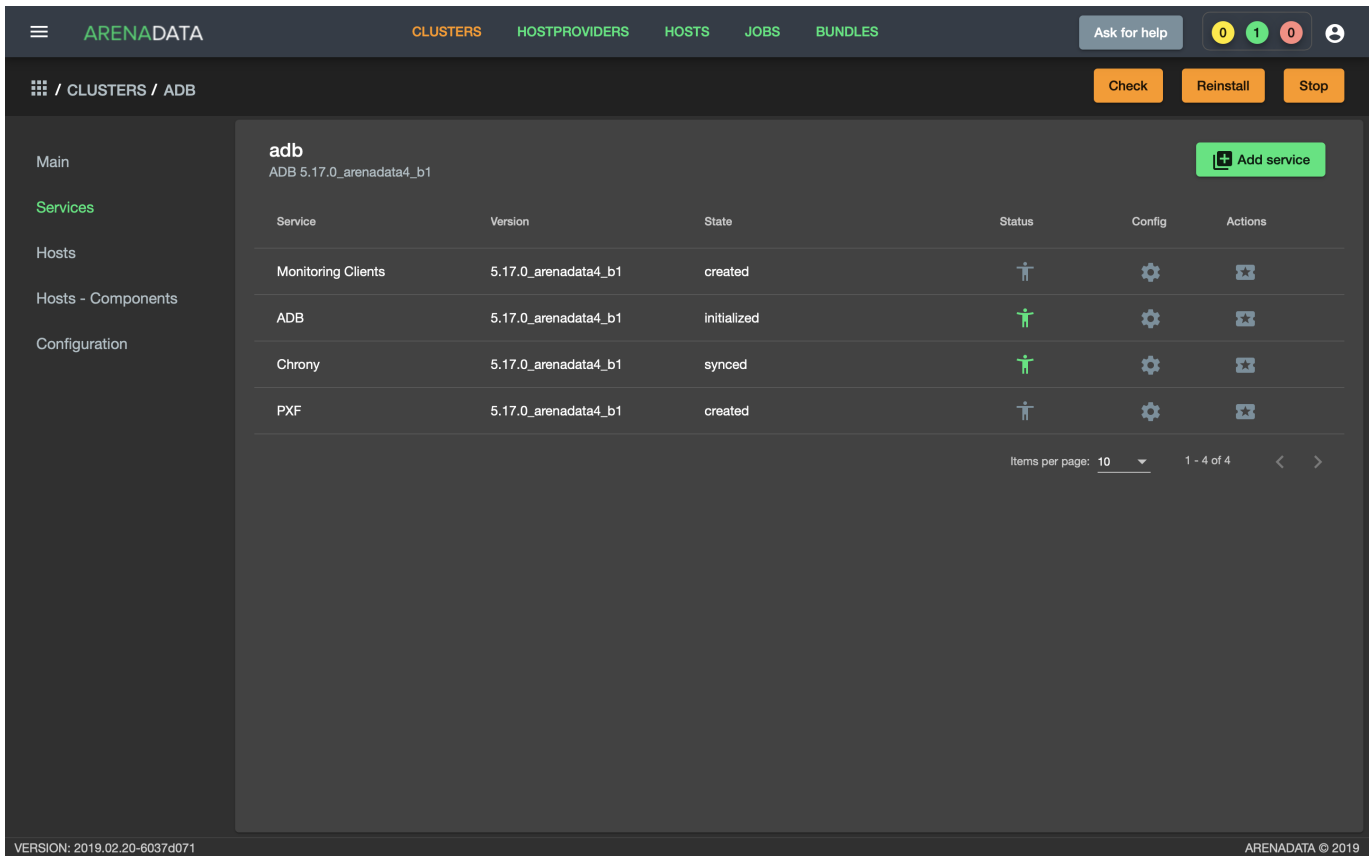 ARENADATA CLUSTERS HOSTPROVIDERS HOSTS JOBS BUNDLES Ask for help 0 1 0
/ CLUSTERS / ADB Check Reinstall Stop
Main
Services
Hosts
Hosts - Components
Configuration
adb
ADB 5.17.0_arenadata4_b1
Add service
Service Version State Status Config Actions
Monitoring Clients 5.17.0_arenadata4_b1 created
ADB 5.17.0_arenadata4_b1 initialized
Chrony 5.17.0_arenadata4_b1 synced
PXF 5.17.0_arenadata4_b1 created
Items per page: 10 1 - 4 of 4
VERSION: 2019.02.20-6037d071 ARENADATA © 2019